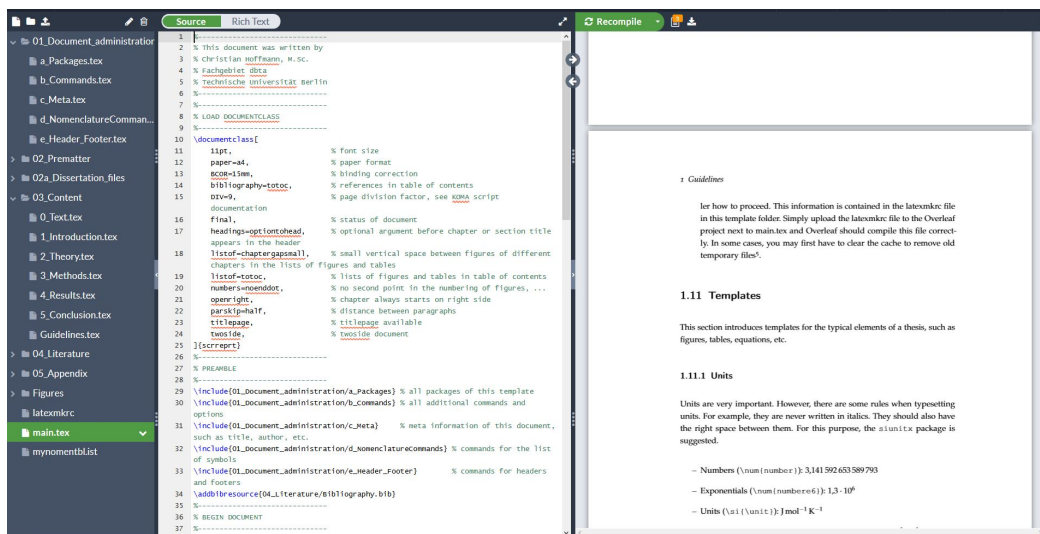 Source Rich Text
Recompile
01_Document_administration
a_Packages.tex
b_Commands.tex
c_Meta.tex
d_NomenclatureComman...
e_Header_Footer.tex
02_Prematter
02a_Dissertation_files
03_Content
0_Text.tex
1_Introduction.tex
2_Theory.tex
3_Methods.tex
4_Results.tex
5_Conclusion.tex
Guidelines.tex
04_Literature
05_Appendix
Figures
latexmkrc
main.tex
mynomentbl.ist
1 %------------------------------
2 % This document was written by
3 % Christian Hoffmann, M.Sc.
4 % Fachgebiet dbta
5 % Technische Universität Berlin
6 %------------------------------
7 %------------------------------
8 % LOAD DOCUMENTCLASS
9 %------------------------------
10 \documentclass[
11 11pt, % font size
12 paper=a4, % paper format
13 BCOR=15mm, % binding correction
14 bibliography=totoc, % references in table of contents
15 DIV=9, % page division factor, see KOMA script
documentation
16 final, % status of document
17 headings=optiontohead, % optional argument before chapter or section title
appears in the header
18 listof=chaptergapsmall, % small vertical space between figures of different
chapters in the lists of figures and tables
19 listof=totoc, % lists of figures and tables in table of contents
20 numbers=noenddot, % no second point in the numbering of figures, ...
21 openright, % chapter always starts on right side
22 parskip=half, % distance between paragraphs
23 titlepage, % titlepage available
24 twoside, % twoside document
25 ]{scrreprt}
26 %------------------------------
27 % PREAMBLE
28 %------------------------------
29 \include{01_Document_administration/a_Packages} % all packages of this template
30 \include{01_Document_administration/b_Commands} % all additional commands and
options
31 \include{01_Document_administration/c_Meta} % meta information of this document,
such as title, author, etc.
32 \include{01_Document_administration/d_NomenclatureCommands} % commands for the list
of symbols
33 \include{01_Document_administration/e_Header_Footer} % commands for headers
and footers
34 \addbibresource{04_Literature/Bibliography.bib}
35 %------------------------------
36 % BEGIN DOCUMENT
37 %------------------------------
1 Guidelines
ler how to proceed. This information is contained in the latexmkrc file
in this template folder. Simply upload the latexmkrc file to the Overleaf
project next to main.tex and Overleaf should compile this file correct-
ly. In some cases, you may first have to clear the cache to remove old
temporary files⁵.
1.11 Templates
This section introduces templates for the typical elements of a thesis, such as
figures, tables, equations, etc.
1.11.1 Units
Units are very important. However, there are some rules when typesetting
units. For example, they are never written in italics. They should also have
the right space between them. For this purpose, the siunitx package is
suggested.
– Numbers (\num{number}): 3,141 592 653 589 793
– Exponentials (\num{numbere6}): 1,3 · 10⁶
– Units (\si{\unit}): J mol⁻¹ K⁻¹